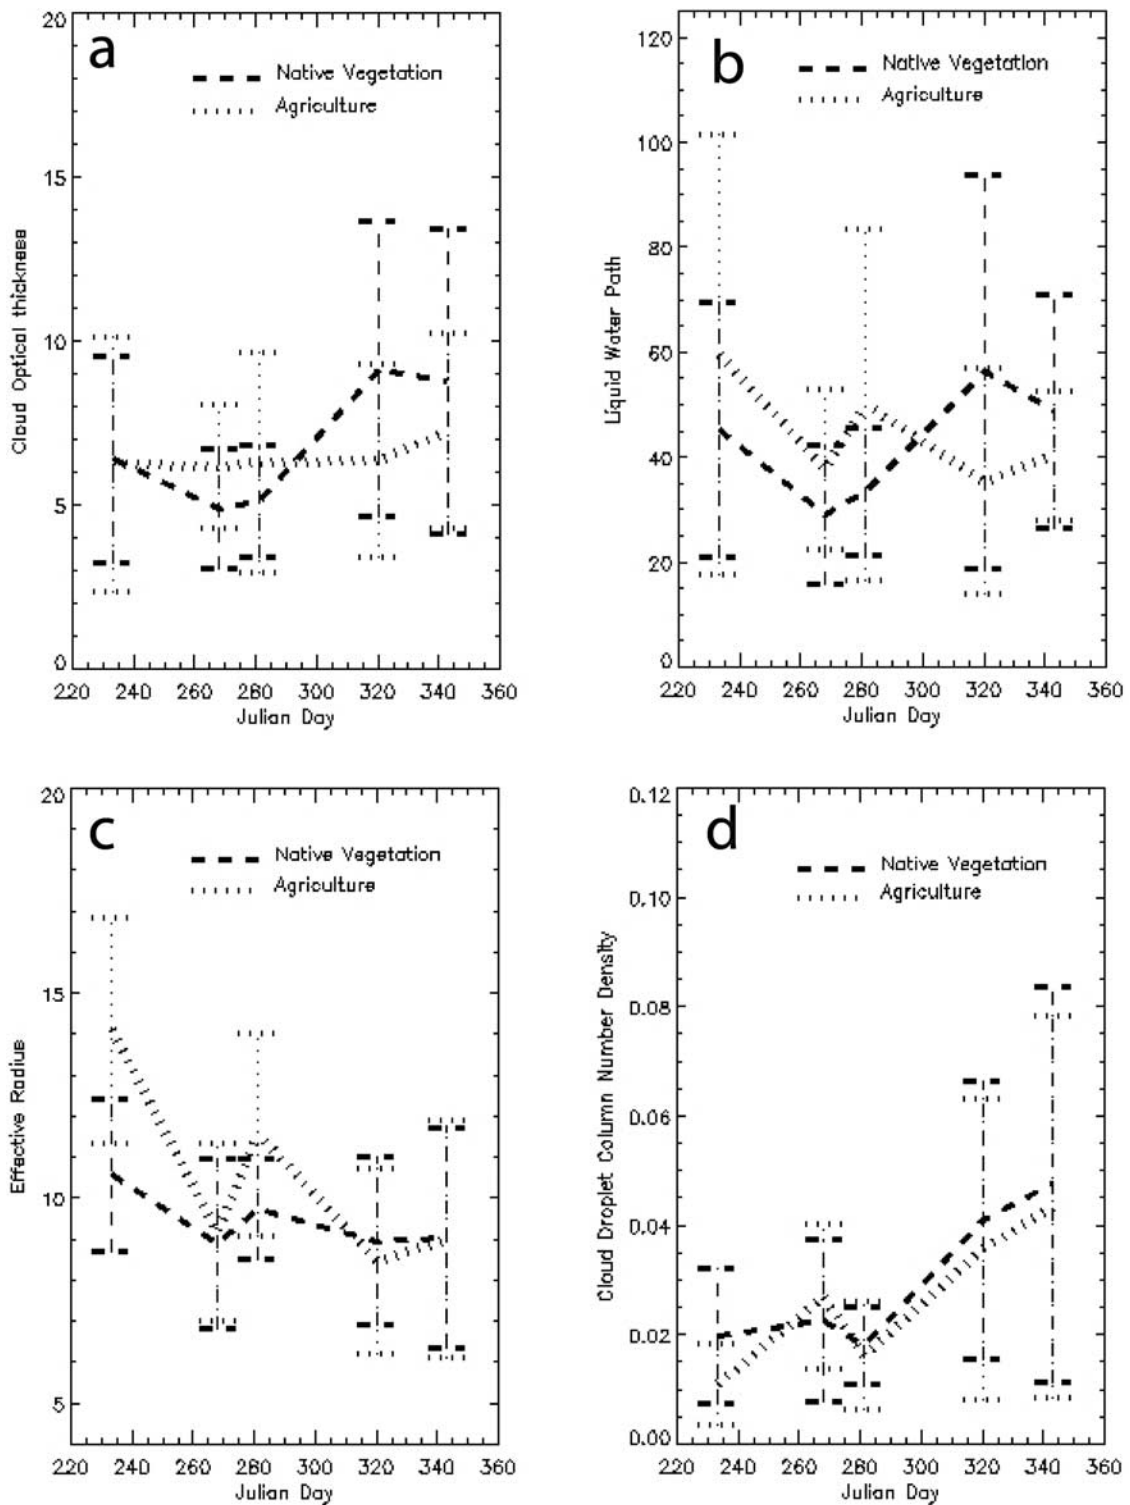 a
20
15
10
5
0
Cloud Optical thickness
Native Vegetation
Agriculture
220 240 260 280 300 320 340 360
Julian Day
b
120
100
80
60
40
20
0
Liquid Water Path
Native Vegetation
Agriculture
220 240 260 280 300 320 340 360
Julian Day
c
20
15
10
5
Effective Radius
Native Vegetation
Agriculture
220 240 260 280 300 320 340 360
Julian Day
d
0.12
0.10
0.08
0.06
0.04
0.02
0.00
Cloud Droplet Column Number Density
Native Vegetation
Agriculture
220 240 260 280 300 320 340 360
Julian Day